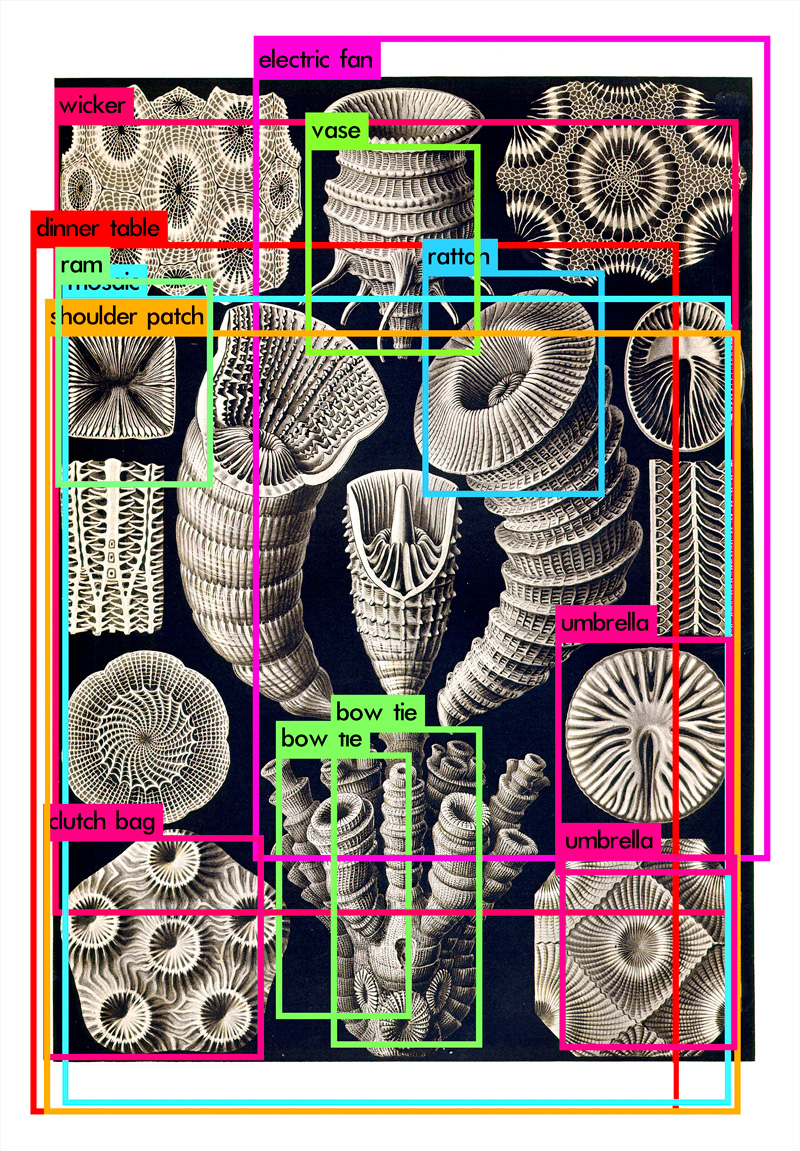 electric fan
wicker
vase
dinner table
rattan
ram
mosaic
shoulder patch
umbrella
bow tie
bow tie
clutch bag
umbrella